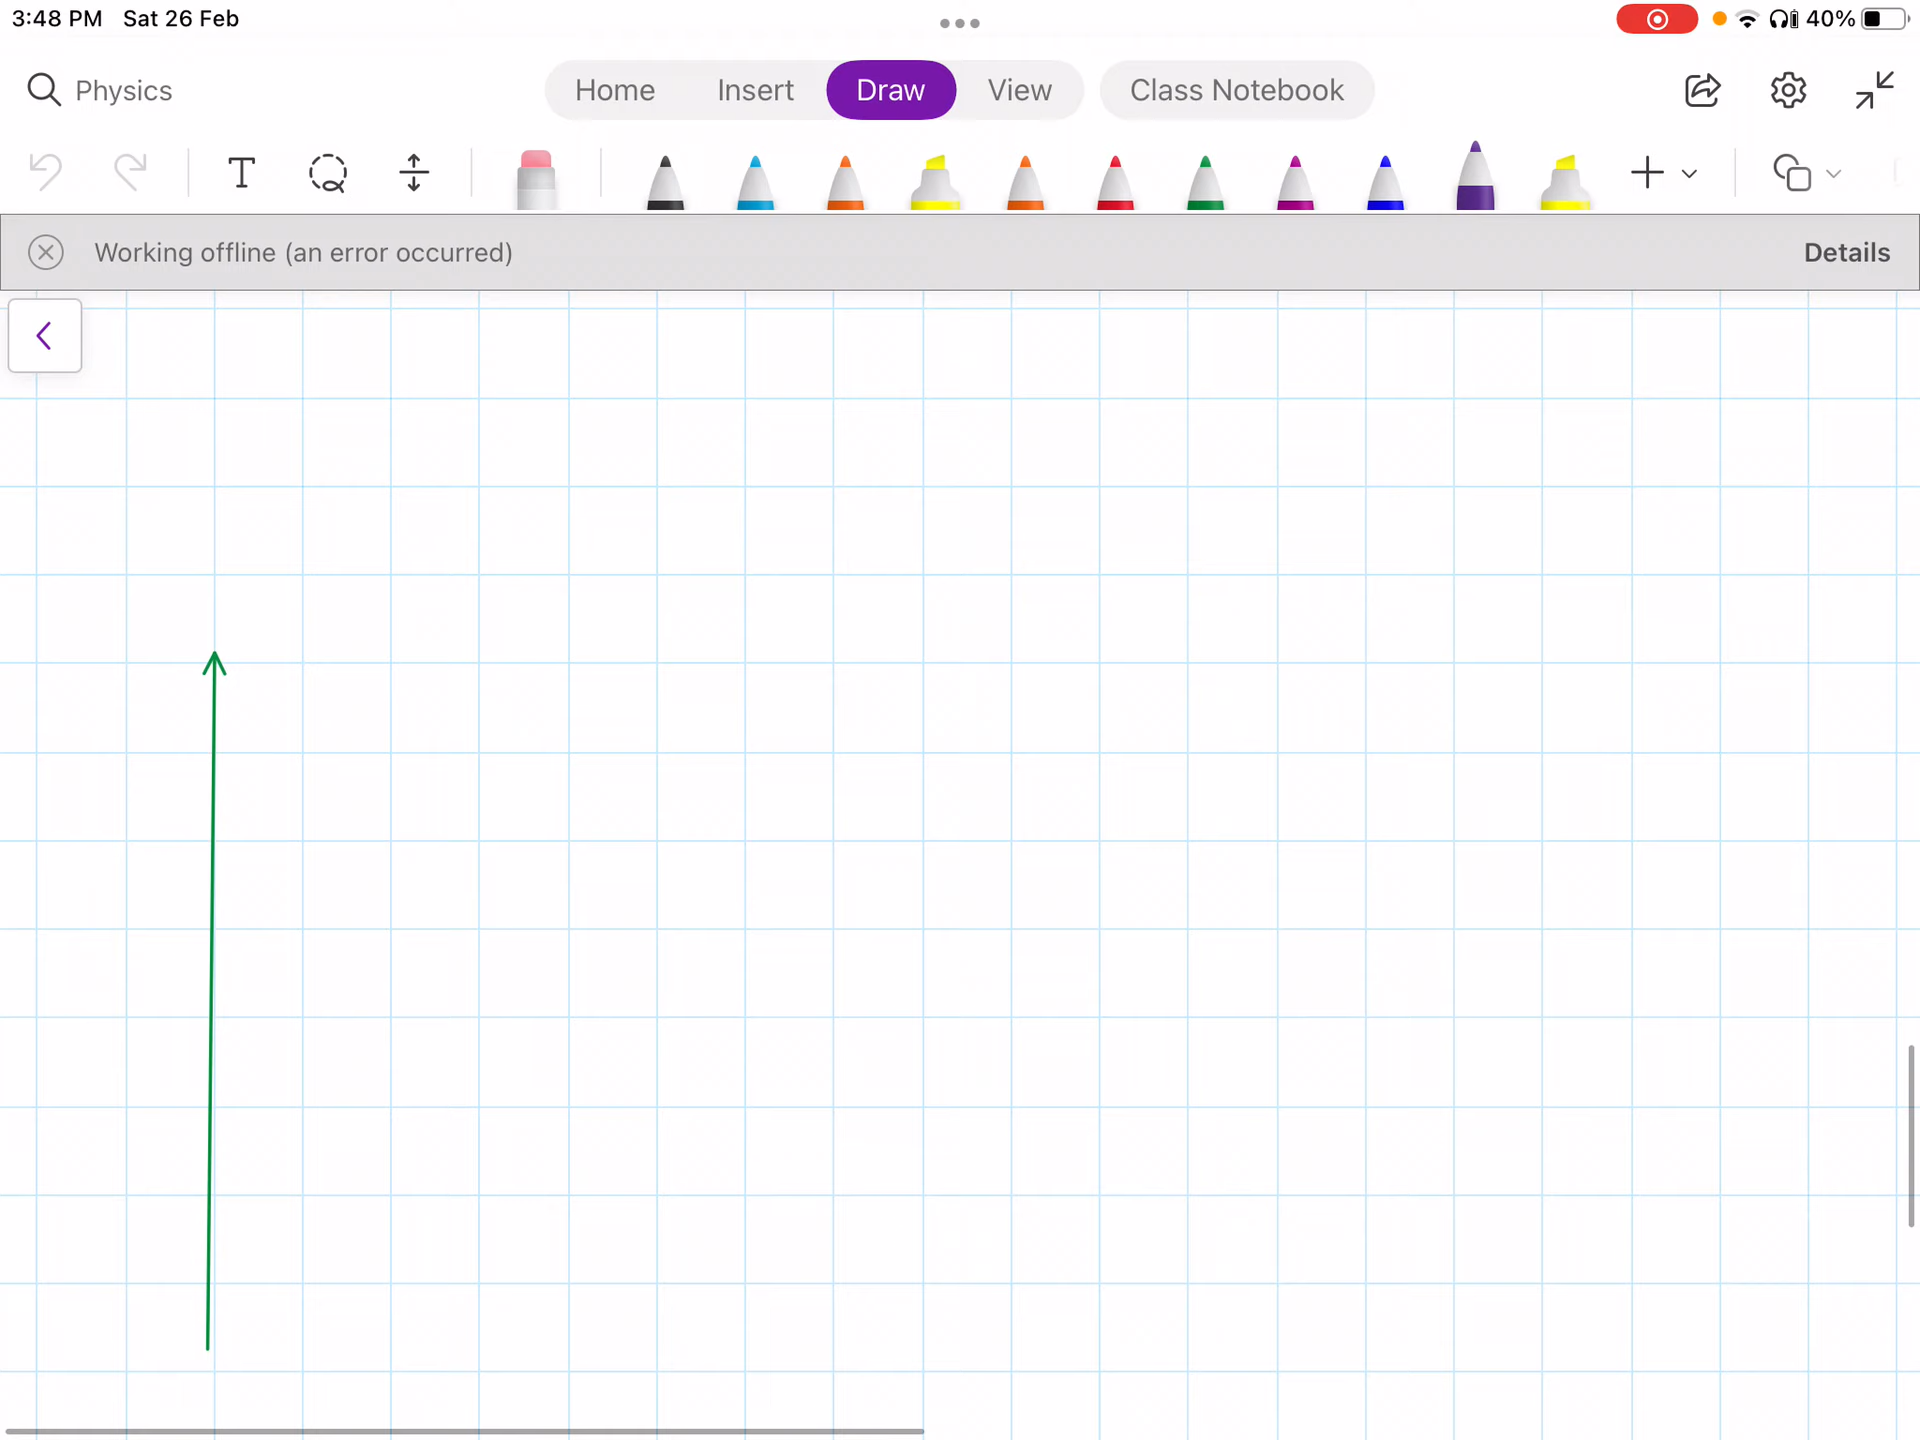 3:48 PM Sat 26 Feb
40%
Physics
Home Insert Draw View Class Notebook
T
Working offline (an error occurred) Details